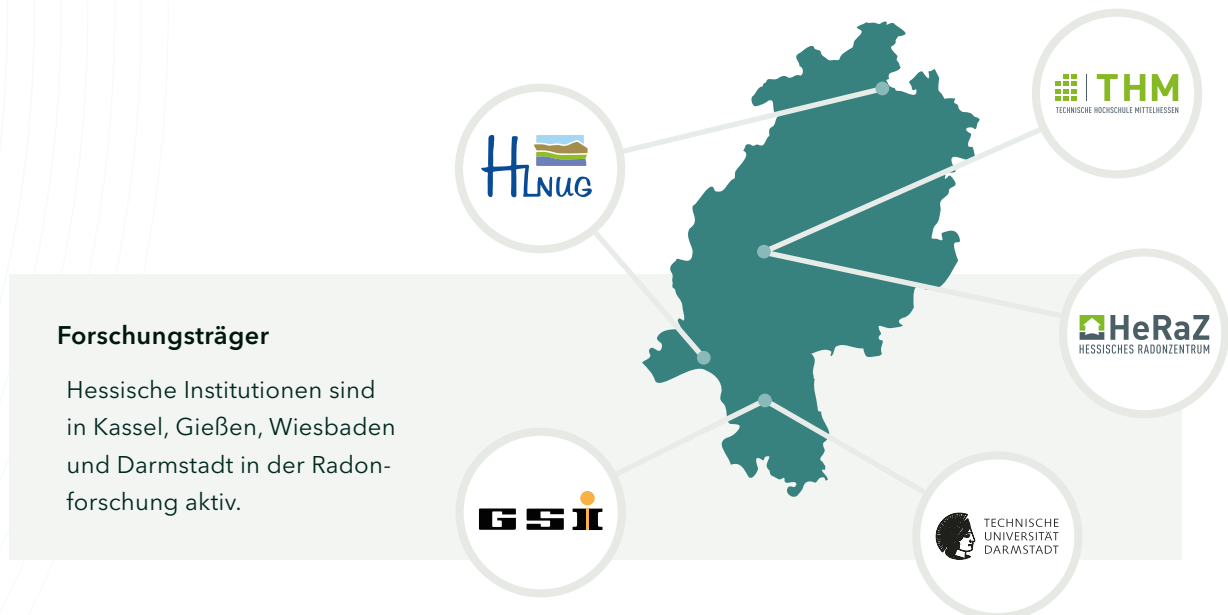 THM
TECHNISCHE HOCHSCHULE MITTELHESSEN
HLNUG
HeRaZ
HESSISCHES RADONZENTRUM
Forschungsträger
Hessische Institutionen sind
in Kassel, Gießen, Wiesbaden
und Darmstadt in der Radon-
forschung aktiv.
GSI
TECHNISCHE
UNIVERSITÄT
DARMSTADT